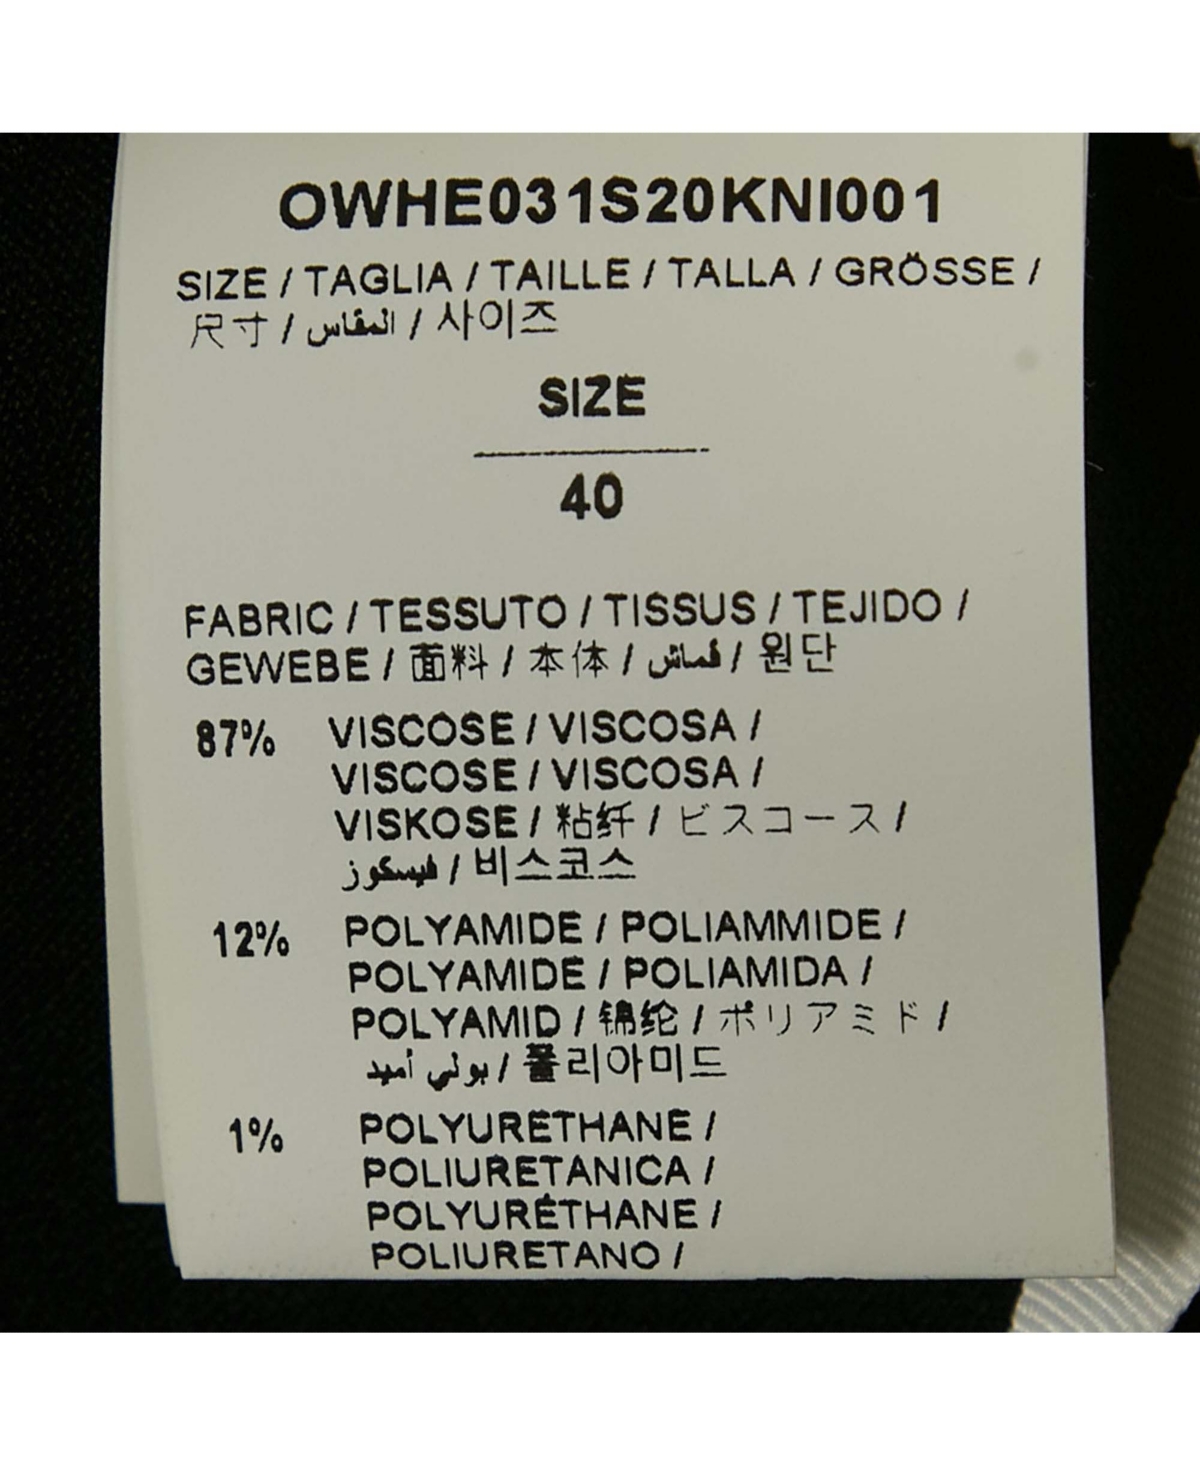 OWHE031S20KNI001
SIZE / TAGLIA / TAILLE / TALLA / GRÖSSE /
尺寸 / المقاس / 사이즈
SIZE
40
FABRIC / TESSUTO / TISSUS / TEJIDO /
GEWEBE / 面料 / 本体 / قماش / 원단
87% VISCOSE / VISCOSA /
VISCOSE / VISCOSA /
VISKOSE / 粘纤 / ビスコース /
فيسكوز / 비스코스
12% POLYAMIDE / POLIAMMIDE /
POLYAMIDE / POLIAMIDA /
POLYAMID / 锦纶 / ポリアミド /
بولي أميد / 폴리아미드
1% POLYURETHANE /
POLIURETANICA /
POLYURÉTHANE /
POLIURETANO /